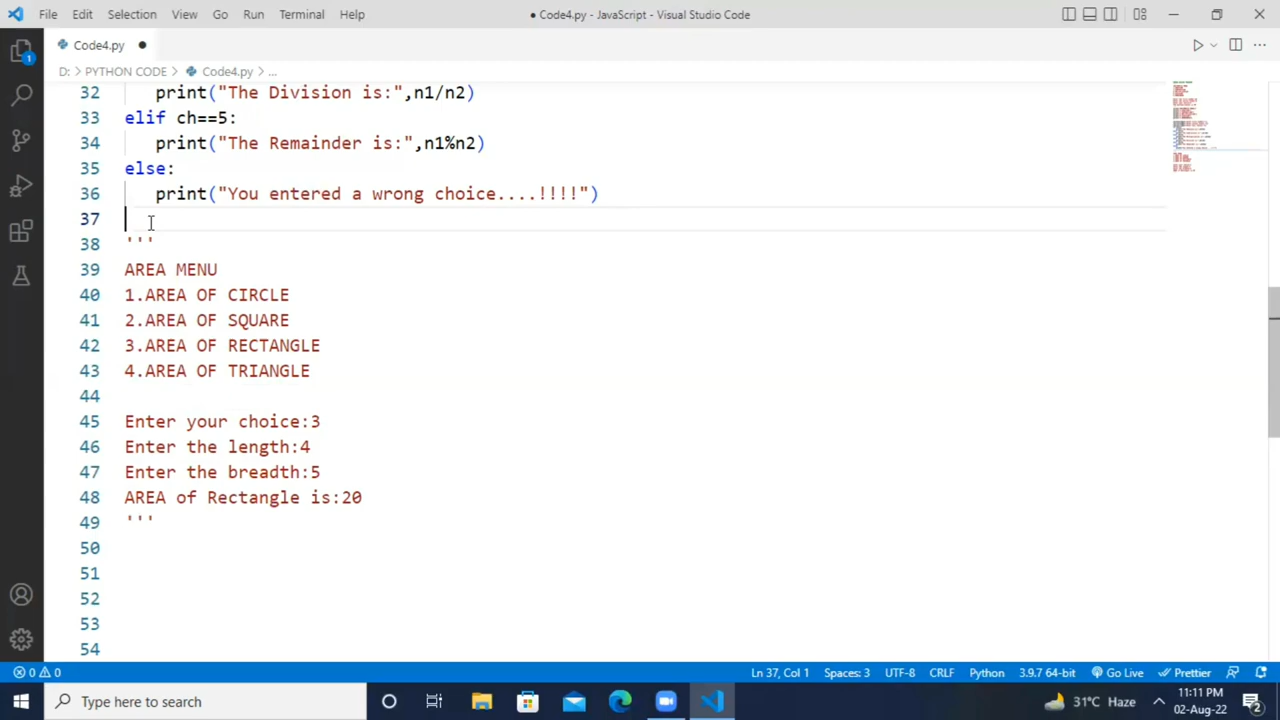 File Edit Selection View Go Run Terminal Help
● Code4.py - JavaScript - Visual Studio Code
Code4.py
D: > PYTHON CODE > Code4.py > ...
32 print("The Division is:",n1/n2)
33 elif ch==5:
34 print("The Remainder is:",n1%n2)
35 else:
36 print("You entered a wrong choice....!!!!")
37
38 '''
39 AREA MENU
40 1.AREA OF CIRCLE
41 2.AREA OF SQUARE
42 3.AREA OF RECTANGLE
43 4.AREA OF TRIANGLE
44
45 Enter your choice:3
46 Enter the length:4
47 Enter the breadth:5
48 AREA of Rectangle is:20
49 '''
50
51
52
53
54
0 0 Ln 37, Col 1 Spaces: 3 UTF-8 CRLF Python 3.9.7 64-bit Go Live Prettier
Type here to search
31°C Haze
11:11 PM
02-Aug-22
2
1